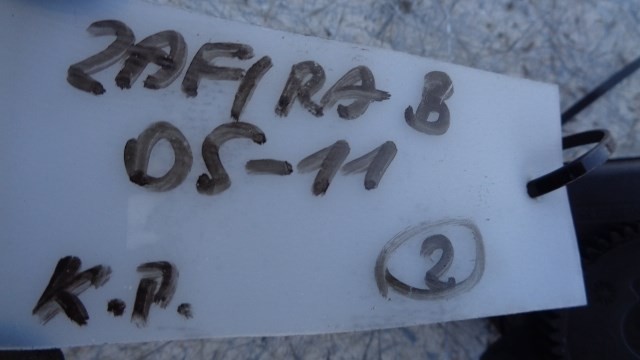 ZAFIRA B
05-11
K.P. 2